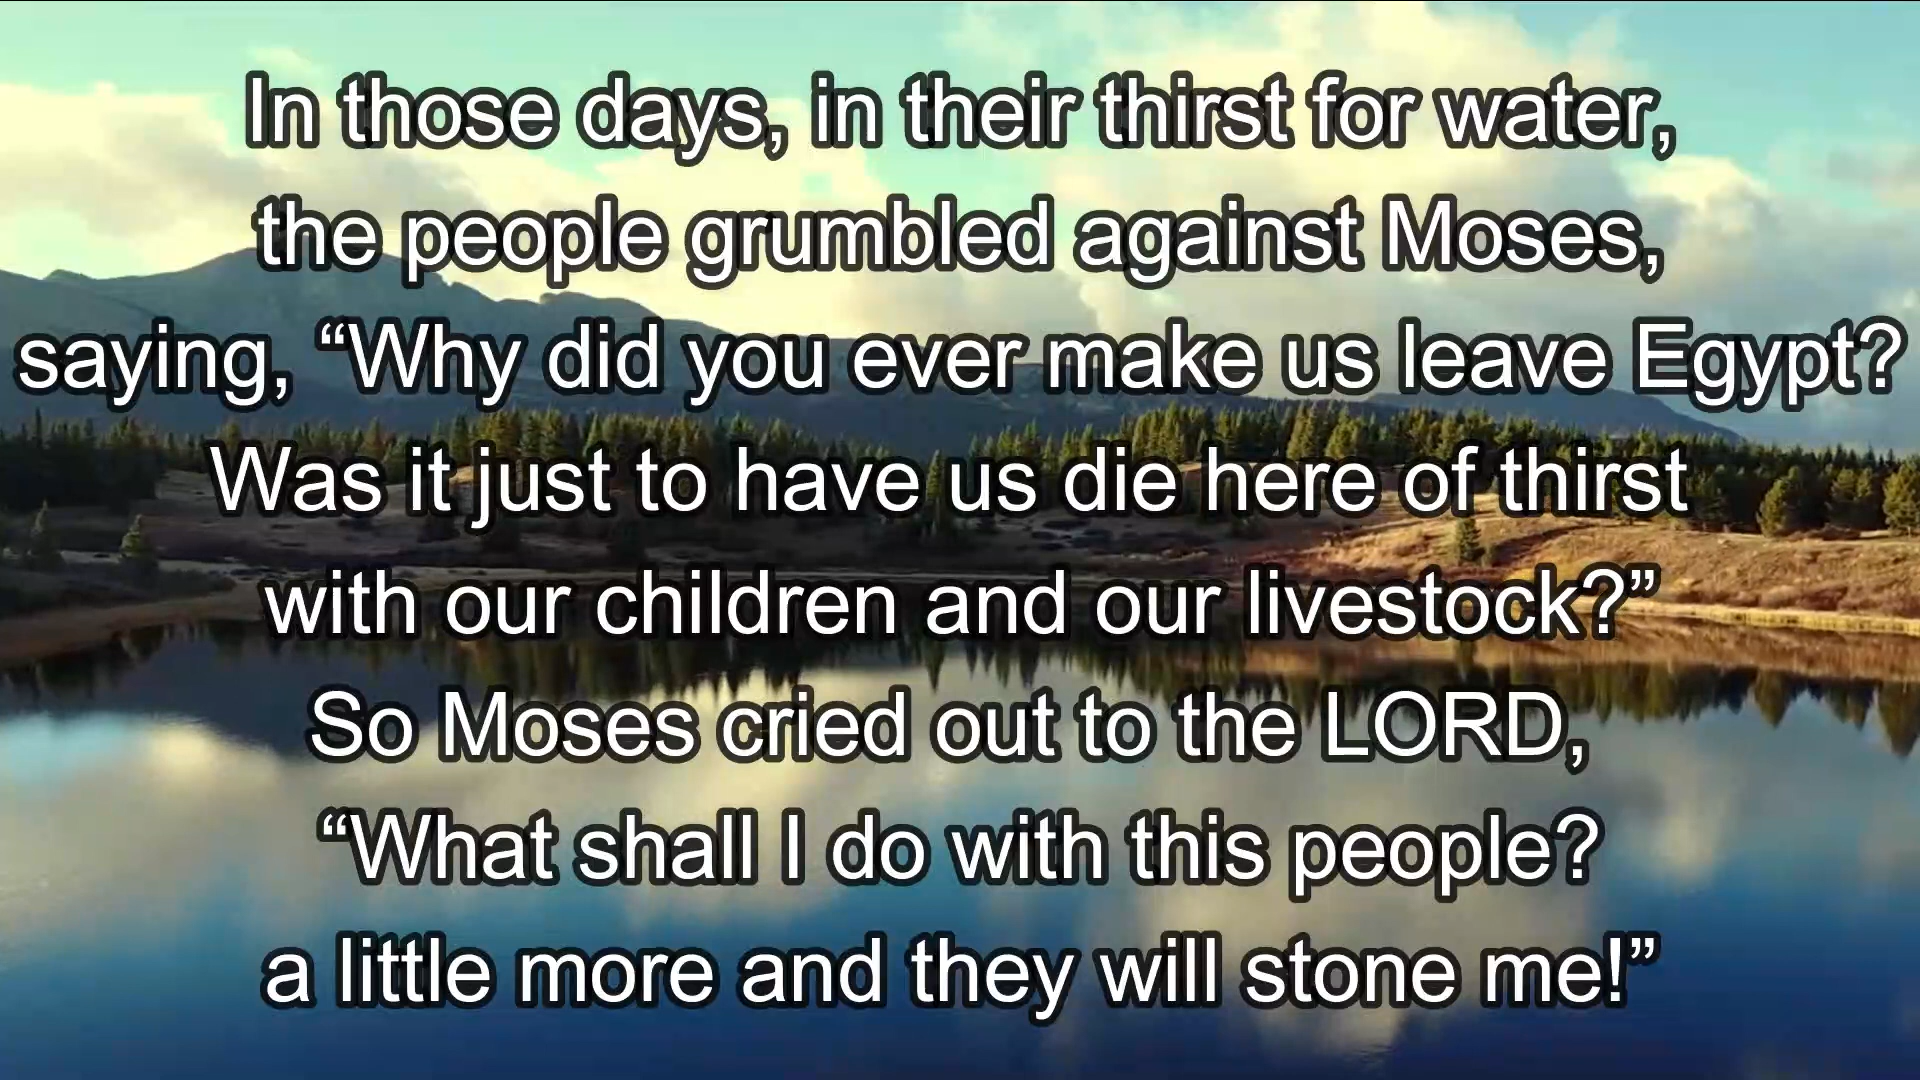 In those days, in their thirst for water,
the people grumbled against Moses,
saying, “Why did you ever make us leave Egypt?
Was it just to have us die here of thirst
with our children and our livestock?”
So Moses cried out to the LORD,
“What shall I do with this people?
a little more and they will stone me!”